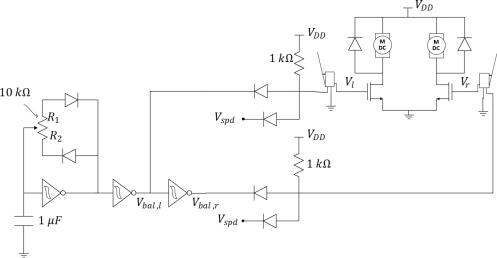 V_DD
V_DD
1 kΩ
M
DC
M
DC
V_l
V_r
10 kΩ
R_1
R_2
V_spd
V_DD
1 kΩ
V_bal,l
V_bal,r
1 μF
V_spd